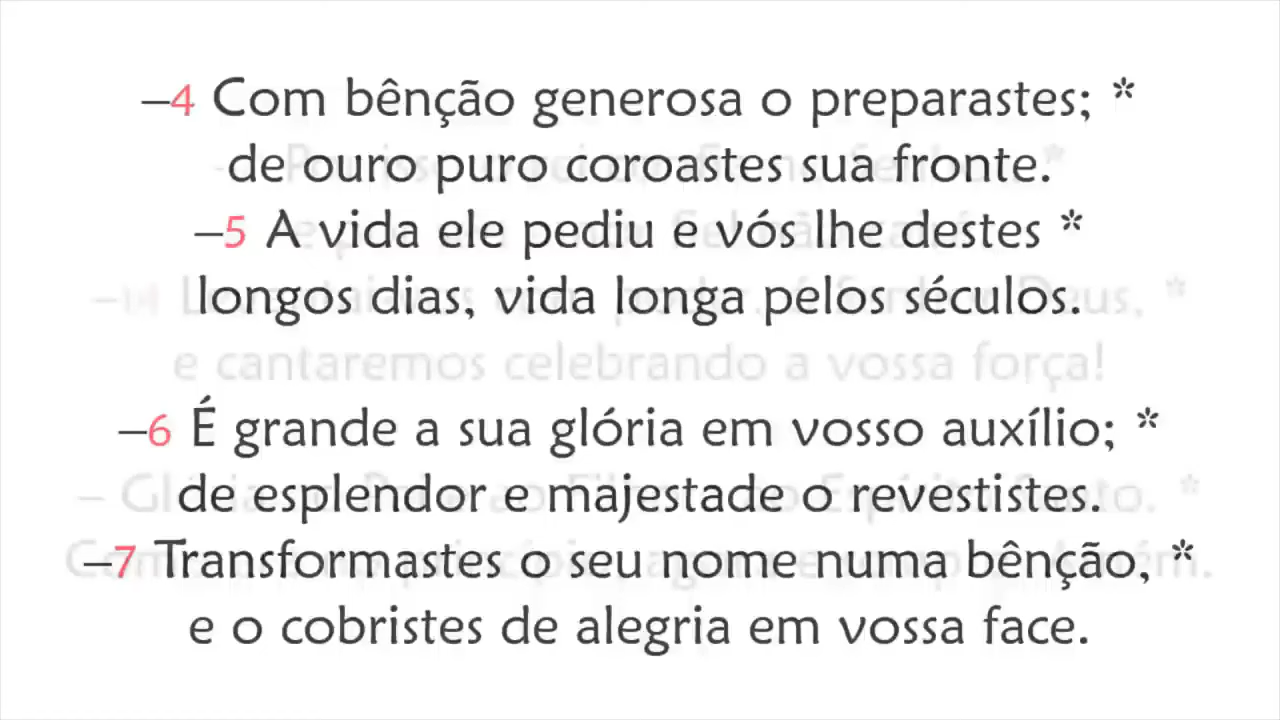 –4 Com bênção generosa o preparastes; *
de ouro puro coroastes sua fronte.
–5 A vida ele pediu e vós lhe destes *
longos dias, vida longa pelos séculos.
e cantaremos celebrando a vossa força!
–6 É grande a sua glória em vosso auxílio; *
de esplendor e majestade o revestistes.
–7 Transformastes o seu nome numa bênção, *
e o cobristes de alegria em vossa face.